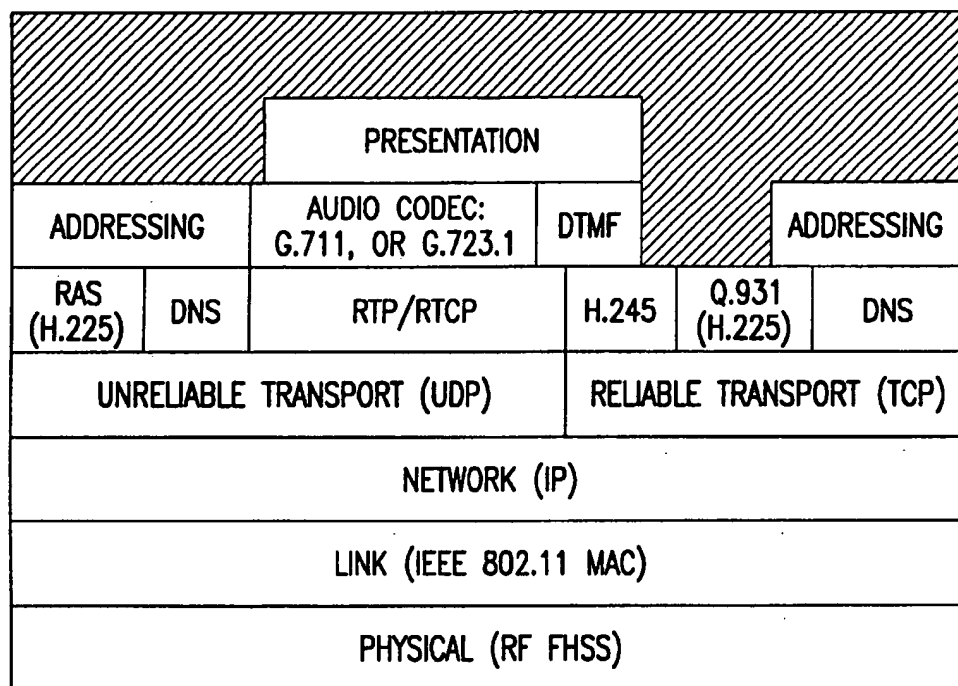 PRESENTATION
ADDRESSING
AUDIO CODEC:
G.711, OR G.723.1
DTMF
ADDRESSING
RAS
(H.225)
DNS
RTP/RTCP
H.245
Q.931
(H.225)
DNS
UNRELIABLE TRANSPORT (UDP)
RELIABLE TRANSPORT (TCP)
NETWORK (IP)
LINK (IEEE 802.11 MAC)
PHYSICAL (RF FHSS)